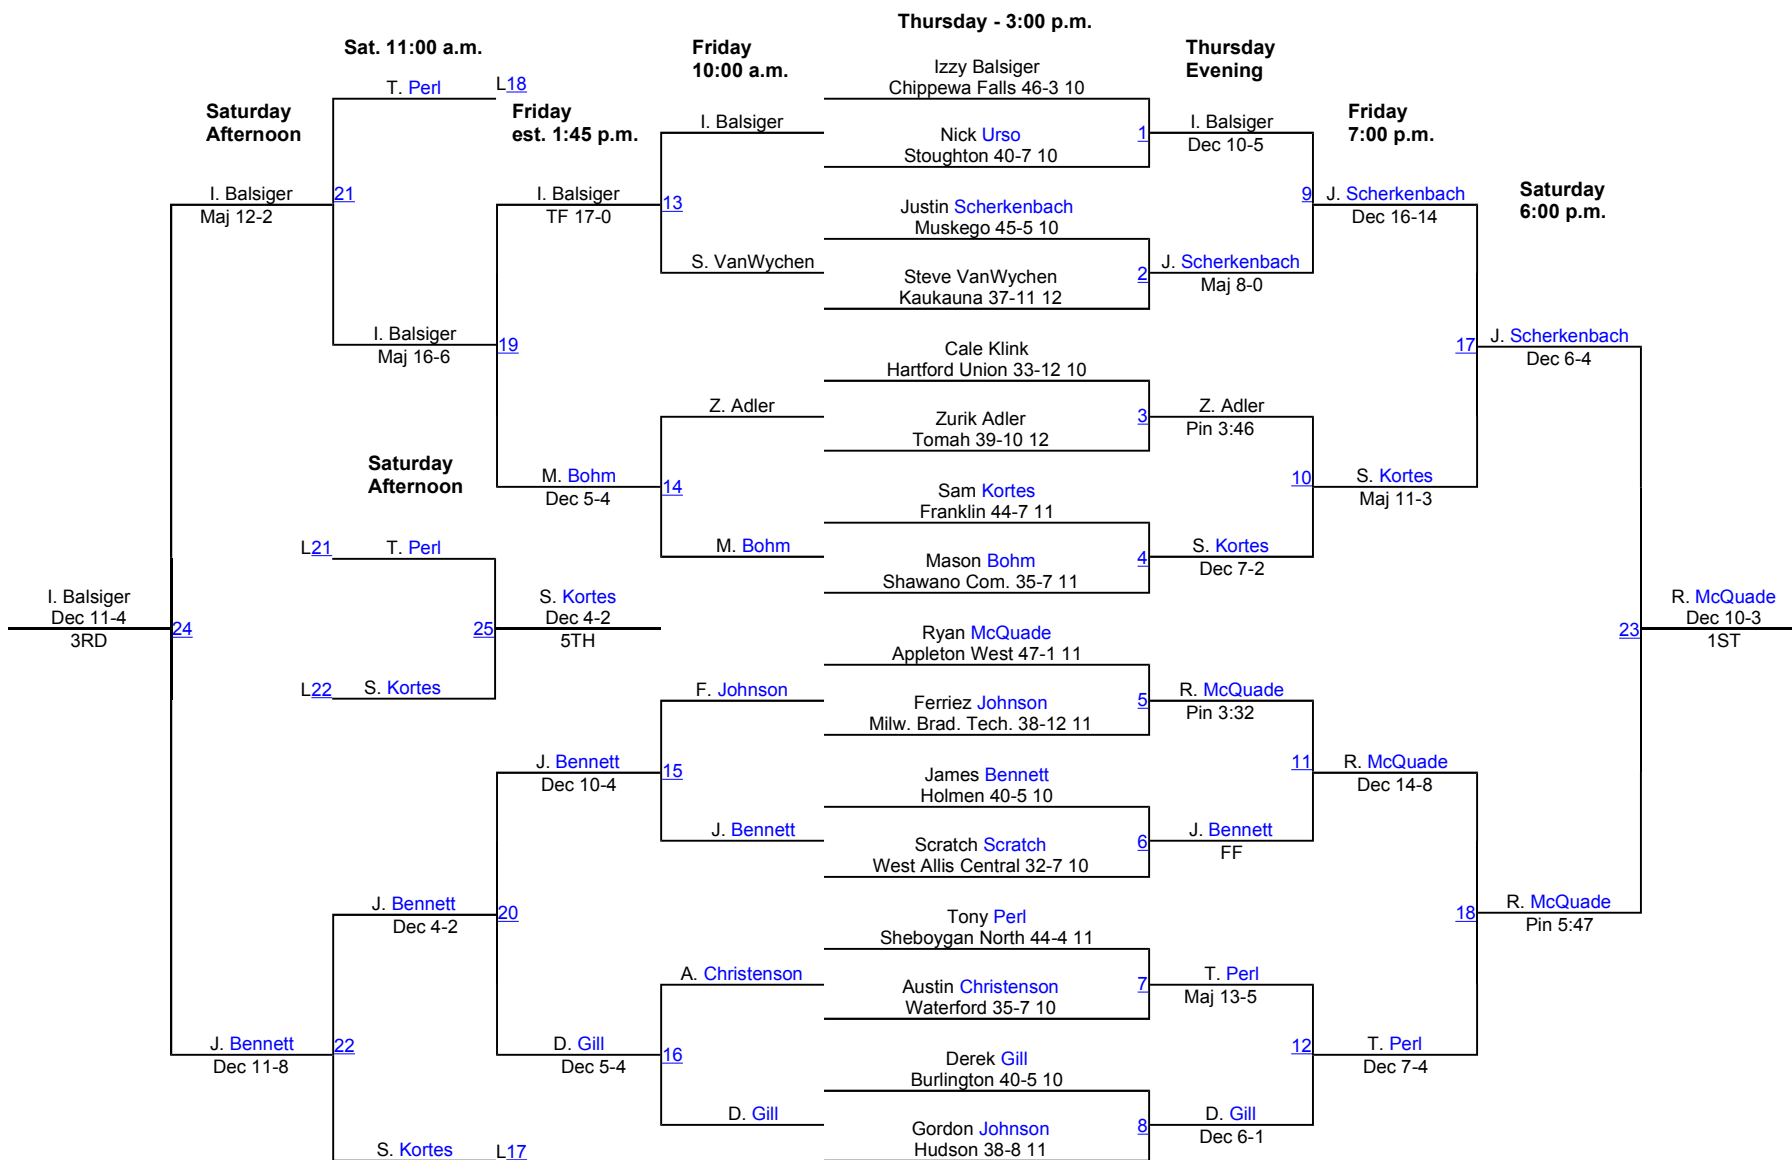 Thursday - 3:00 p.m.
Sat. 11:00 a.m.
Friday
10:00 a.m.
Thursday
Evening
Izzy Balsiger
Chippewa Falls 46-3 10
T. Perl
L18
Saturday
Afternoon
Friday
est. 1:45 p.m.
Friday
7:00 p.m.
I. Balsiger
Nick Urso
Stoughton 40-7 10
1
I. Balsiger
Dec 10-5
I. Balsiger
Maj 12-2
21
I. Balsiger
TF 17-0
13
Justin Scherkenbach
Muskego 45-5 10
9
J. Scherkenbach
Dec 16-14
Saturday
6:00 p.m.
S. VanWychen
Steve VanWychen
Kaukauna 37-11 12
2
J. Scherkenbach
Maj 8-0
I. Balsiger
Maj 16-6
19
Cale Klink
Hartford Union 33-12 10
17
J. Scherkenbach
Dec 6-4
Z. Adler
Zurik Adler
Tomah 39-10 12
3
Z. Adler
Pin 3:46
Saturday
Afternoon
M. Bohm
Dec 5-4
14
Sam Kortes
Franklin 44-7 11
10
S. Kortes
Maj 11-3
L21
T. Perl
M. Bohm
Mason Bohm
Shawano Com. 35-7 11
4
S. Kortes
Dec 7-2
I. Balsiger
Dec 11-4
3RD
24
25
S. Kortes
Dec 4-2
5TH
Ryan McQuade
Appleton West 47-1 11
23
R. McQuade
Dec 10-3
1ST
L22
S. Kortes
F. Johnson
Ferriez Johnson
Milw. Brad. Tech. 38-12 11
5
R. McQuade
Pin 3:32
J. Bennett
Dec 10-4
15
James Bennett
Holmen 40-5 10
11
R. McQuade
Dec 14-8
J. Bennett
Scratch Scratch
West Allis Central 32-7 10
6
J. Bennett
FF
J. Bennett
Dec 4-2
20
Tony Perl
Sheboygan North 44-4 11
18
R. McQuade
Pin 5:47
A. Christenson
Austin Christenson
Waterford 35-7 10
7
T. Perl
Maj 13-5
J. Bennett
Dec 11-8
22
D. Gill
Dec 5-4
16
Derek Gill
Burlington 40-5 10
12
T. Perl
Dec 7-4
D. Gill
Gordon Johnson
Hudson 38-8 11
8
D. Gill
Dec 6-1
S. Kortes
L17